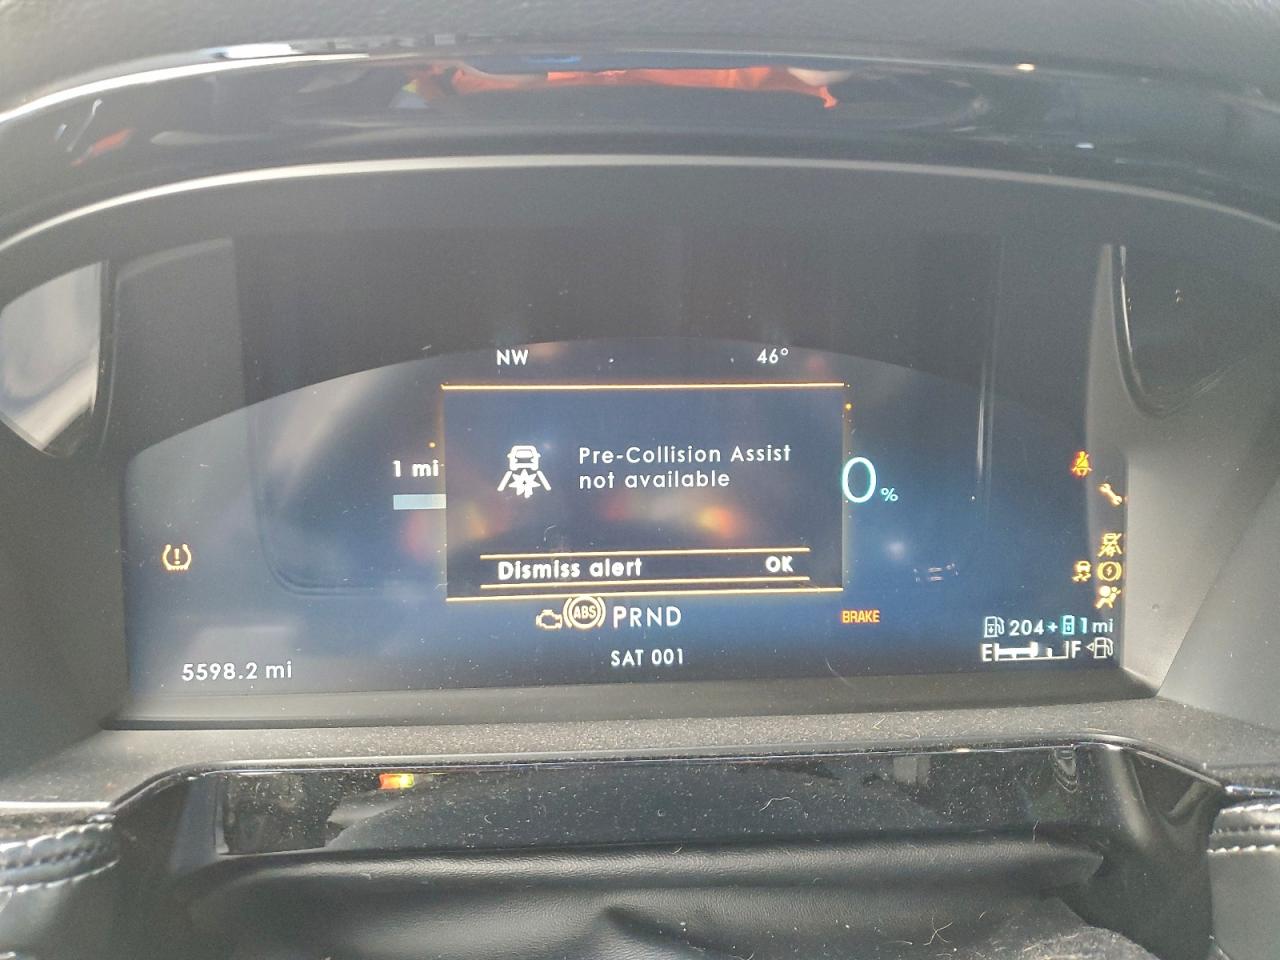 NW 46°
Pre-Collision Assist
1 mi not available 0 %
Dismiss alert OK
ABS PRND BRAKE
204 + 1 mi
E F
5598.2 mi SAT 001